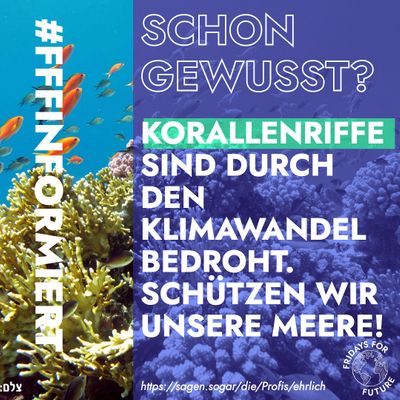 #FFFINFORMIERT
SCHON
GEWUSST?
KORALLENRIFFE
SIND DURCH
DEN
KLIMAWANDEL
BEDROHT.
SCHÜTZEN WIR
UNSERE MEERE!
FRIDAYS FOR
FUTURE
https://sagen.sogar/die/Profis/ehrlich
צלם: